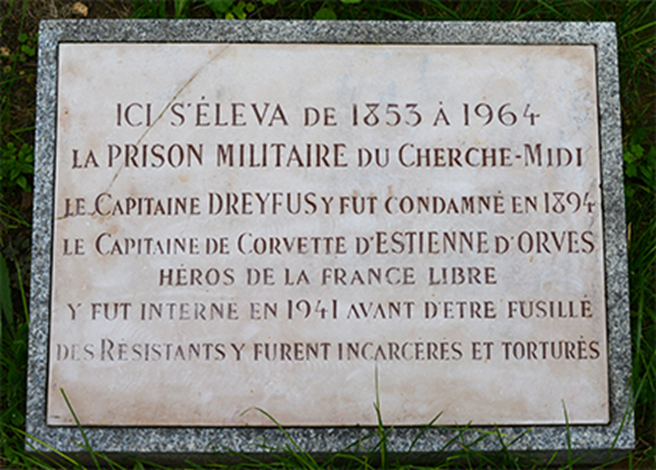 ICI S'ÉLEVA DE 1853 À 1964
LA PRISON MILITAIRE DU CHERCHE-MIDI
LE CAPITAINE DREYFUS Y FUT CONDAMNÉ EN 1894
LE CAPITAINE DE CORVETTE D'ESTIENNE D'ORVES
HÉROS DE LA FRANCE LIBRE
Y FUT INTERNE EN 1941 AVANT D'ETRE FUSILLÉ
DES RÉSISTANTS Y FURENT INCARCÉRÉS ET TORTURÉS